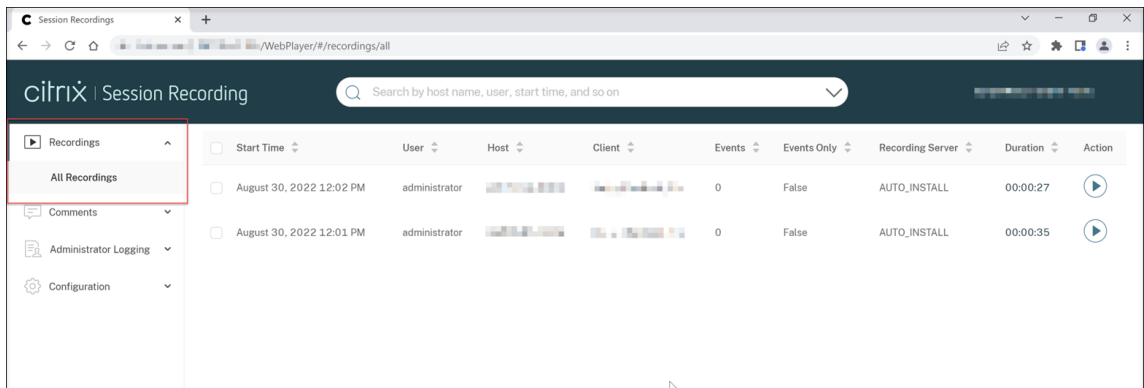 Session Recordings
/WebPlayer/#/recordings/all
citrix | Session Recording
Search by host name, user, start time, and so on
Recordings
All Recordings
Comments
Administrator Logging
Configuration
Start Time User Host Client Events Events Only Recording Server Duration Action
August 30, 2022 12:02 PM administrator 0 False AUTO_INSTALL 00:00:27
August 30, 2022 12:01 PM administrator 0 False AUTO_INSTALL 00:00:35